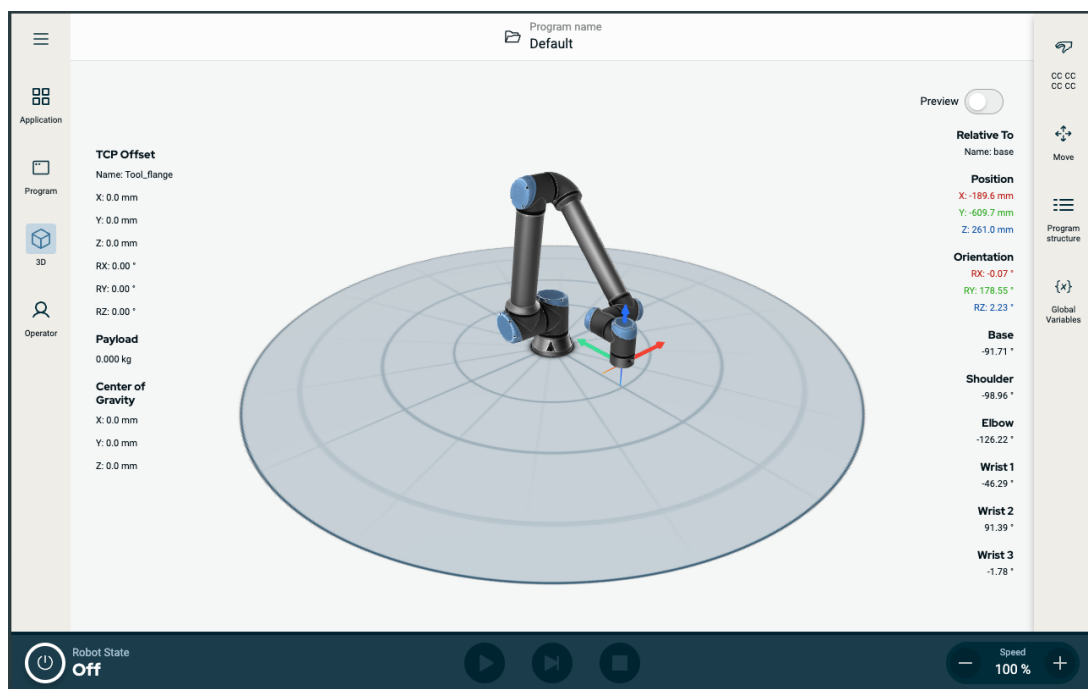 Program name
Default
Application
Program
3D
Operator
TCP Offset
Name: Tool_flange
X: 0.0 mm
Y: 0.0 mm
Z: 0.0 mm
RX: 0.00 °
RY: 0.00 °
RZ: 0.00 °
Payload
0.000 kg
Center of
Gravity
X: 0.0 mm
Y: 0.0 mm
Z: 0.0 mm
Preview
Relative To
Name: base
Position
X: -189.6 mm
Y: -609.7 mm
Z: 261.0 mm
Orientation
RX: -0.07 °
RY: 178.55 °
RZ: 2.23 °
Base
-91.71 °
Shoulder
-98.96 °
Elbow
-126.22 °
Wrist 1
-46.29 °
Wrist 2
91.39 °
Wrist 3
-1.78 °
CC CC
CC CC
Move
Program
structure
{x}
Global
Variables
Robot State
Off
Speed
100 %